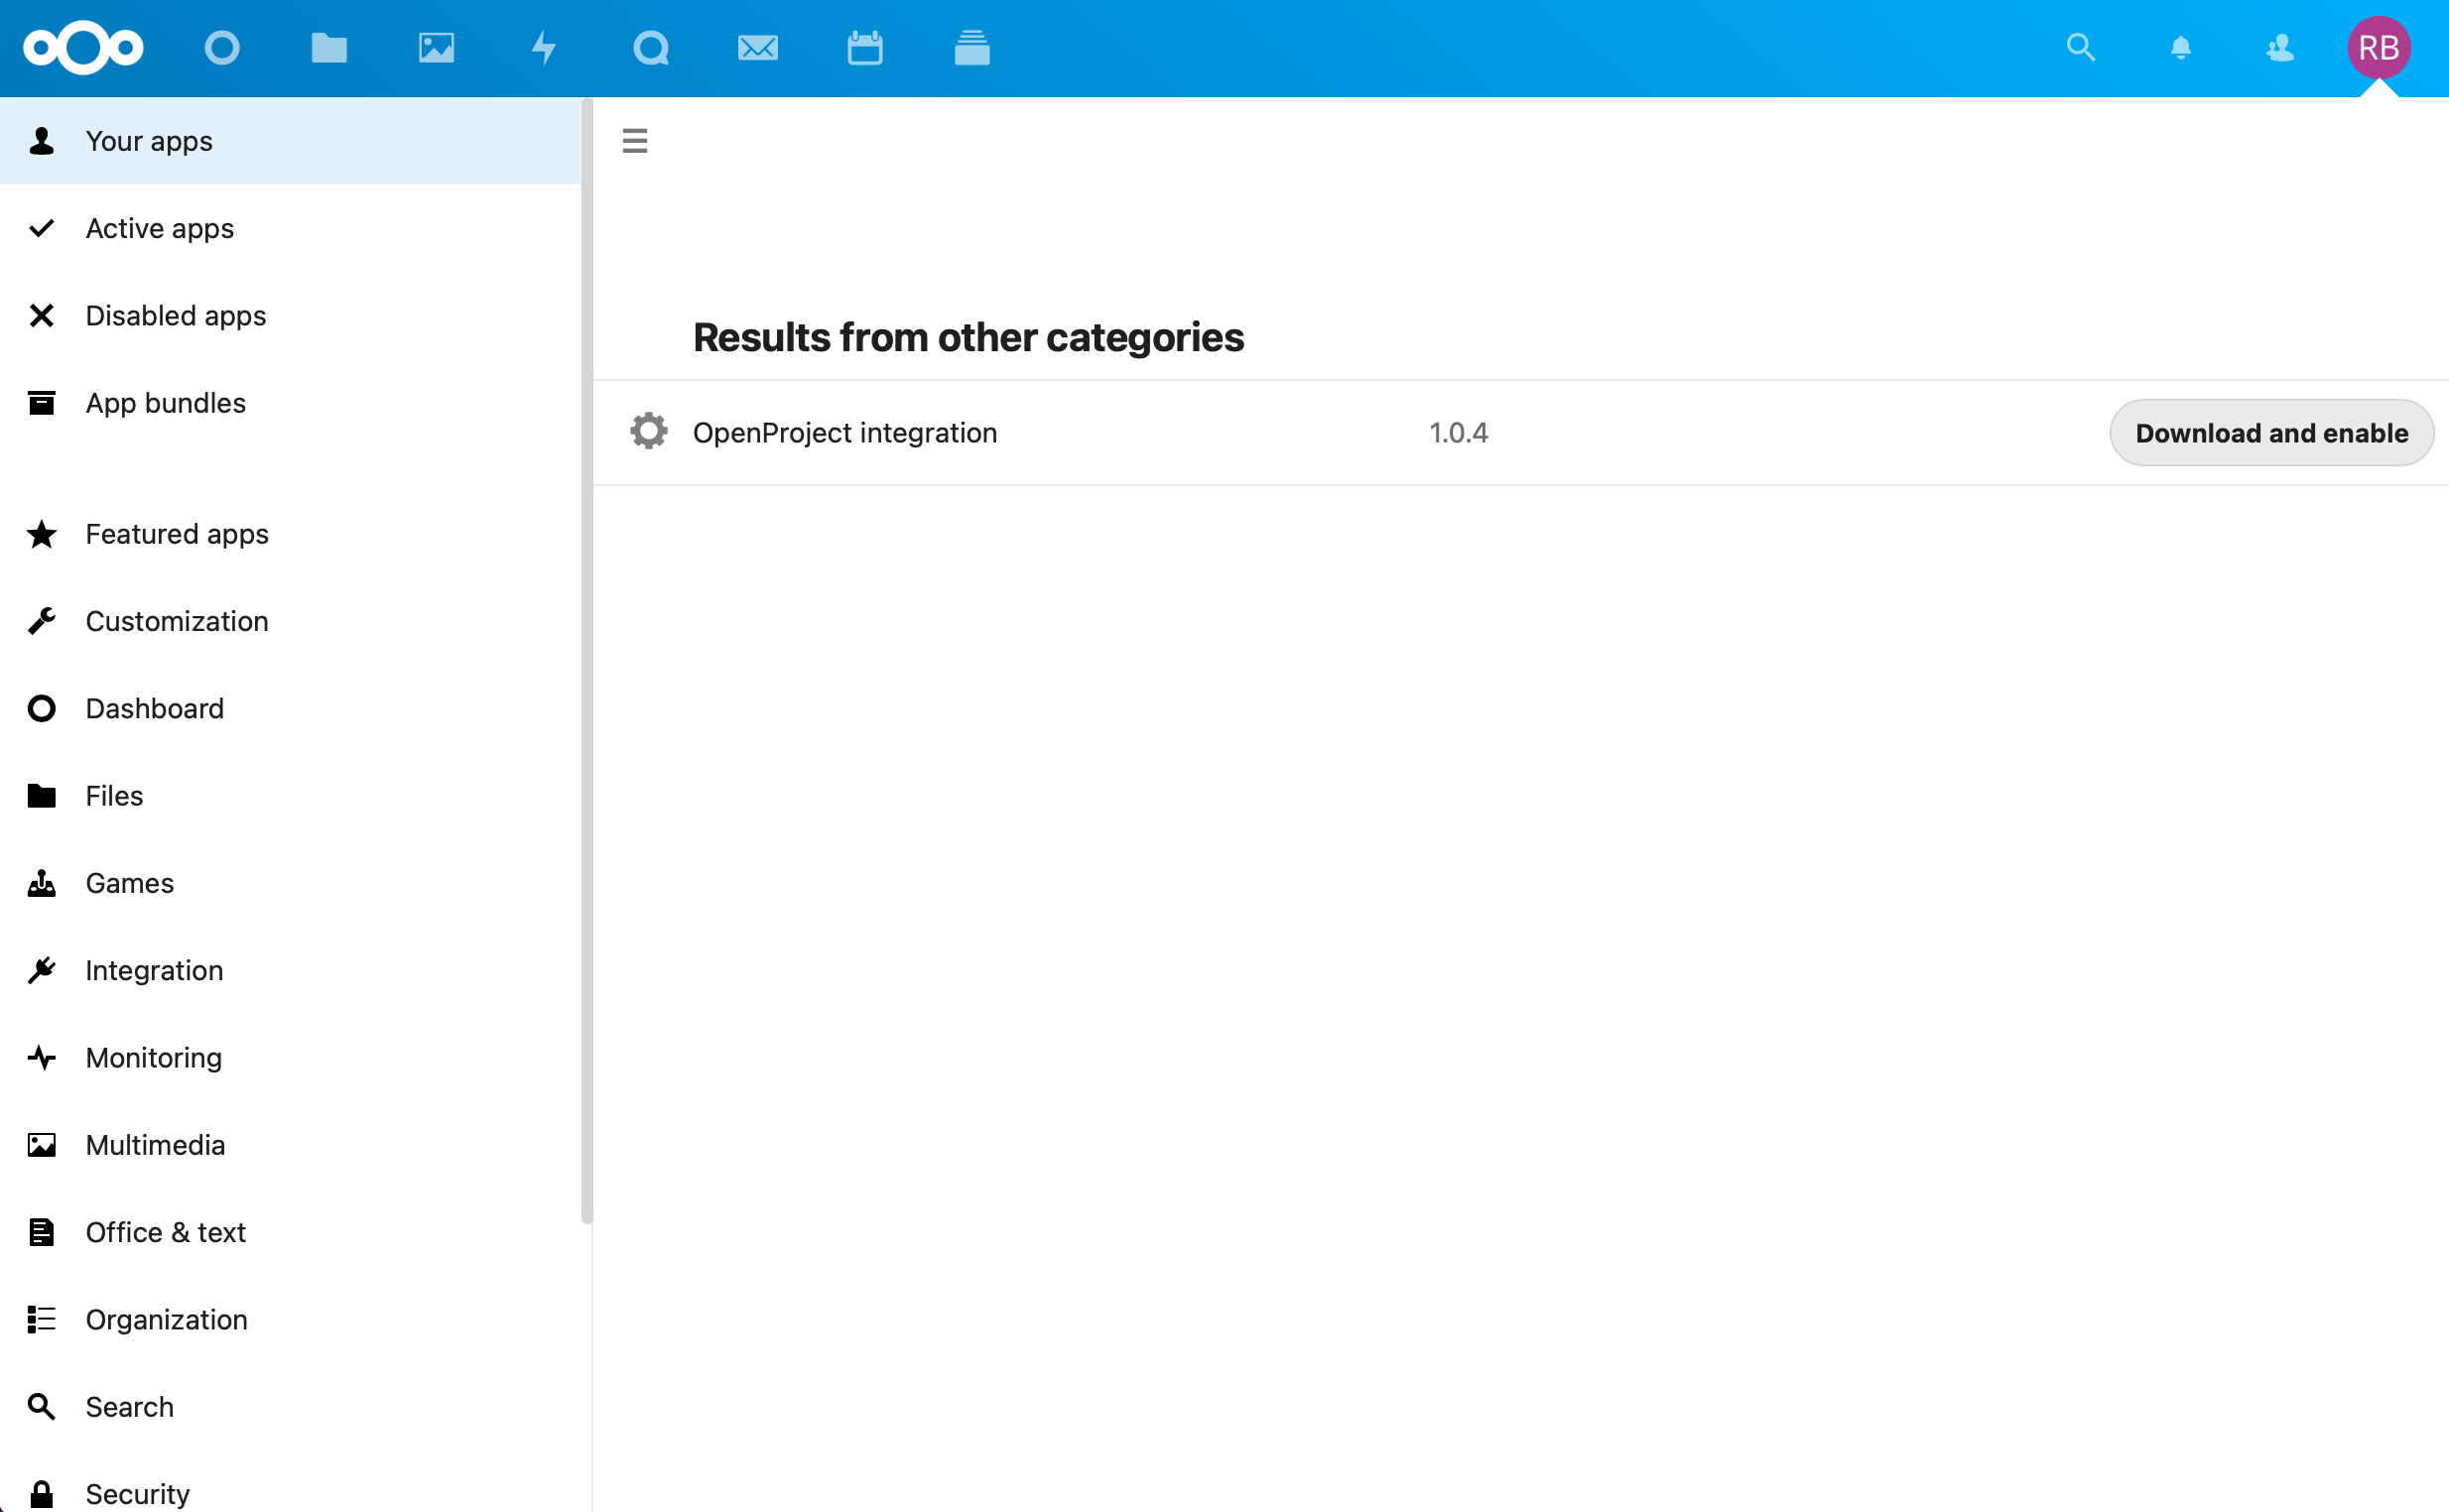 RB
Your apps
Active apps
Disabled apps
App bundles
Featured apps
Customization
Dashboard
Files
Games
Integration
Monitoring
Multimedia
Office & text
Organization
Search
Security
Results from other categories
OpenProject integration 1.0.4 Download and enable